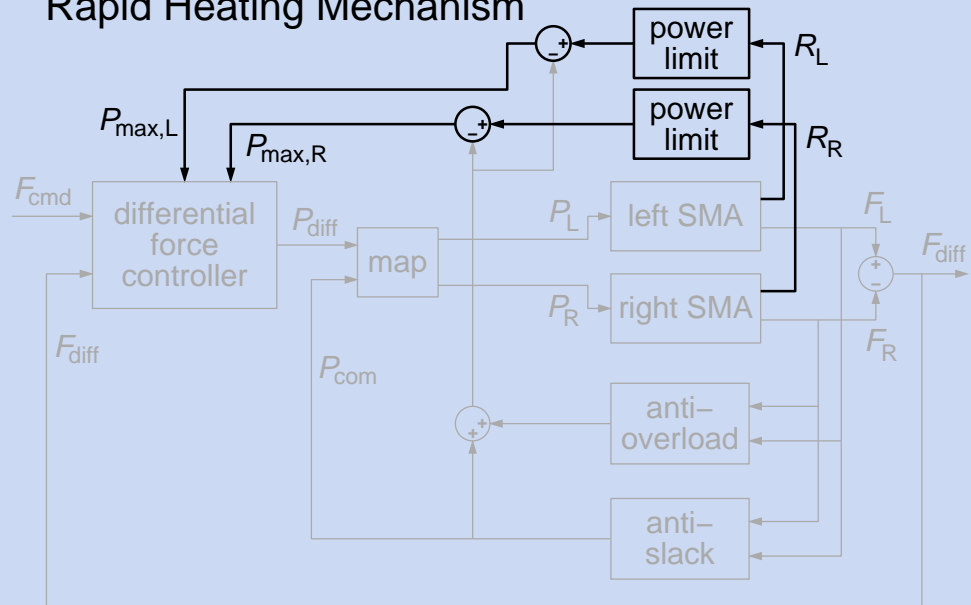 Rapid Heating Mechanism
power
limit
R_L
power
limit
R_R
P_max,L
P_max,R
F_cmd
differential
force
controller
P_diff
map
P_L
left SMA
F_L
F_diff
P_R
right SMA
F_R
F_diff
P_com
anti−
overload
anti−
slack